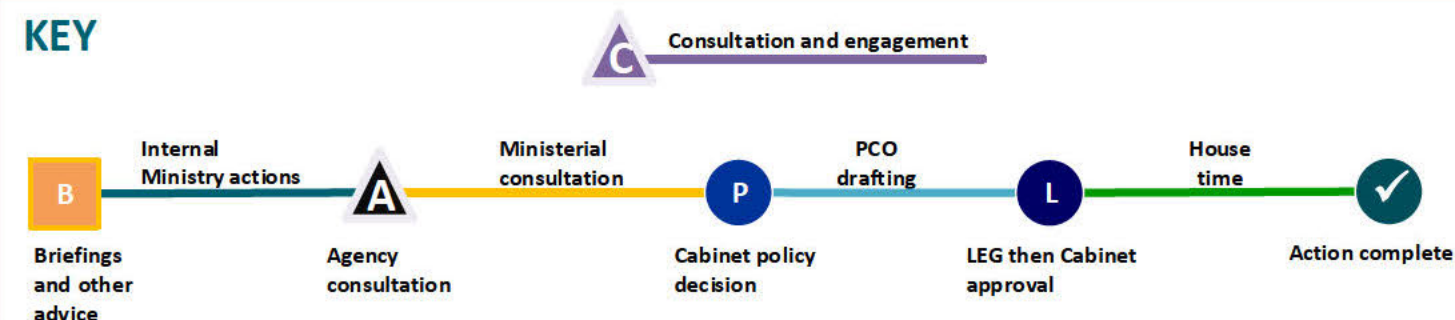 KEY
C
Consultation and engagement
Internal
Ministry actions
Ministerial
consultation
PCO
drafting
House
time
B
A
P
L
Briefings
and other
advice
Agency
consultation
Cabinet policy
decision
LEG then Cabinet
approval
Action complete